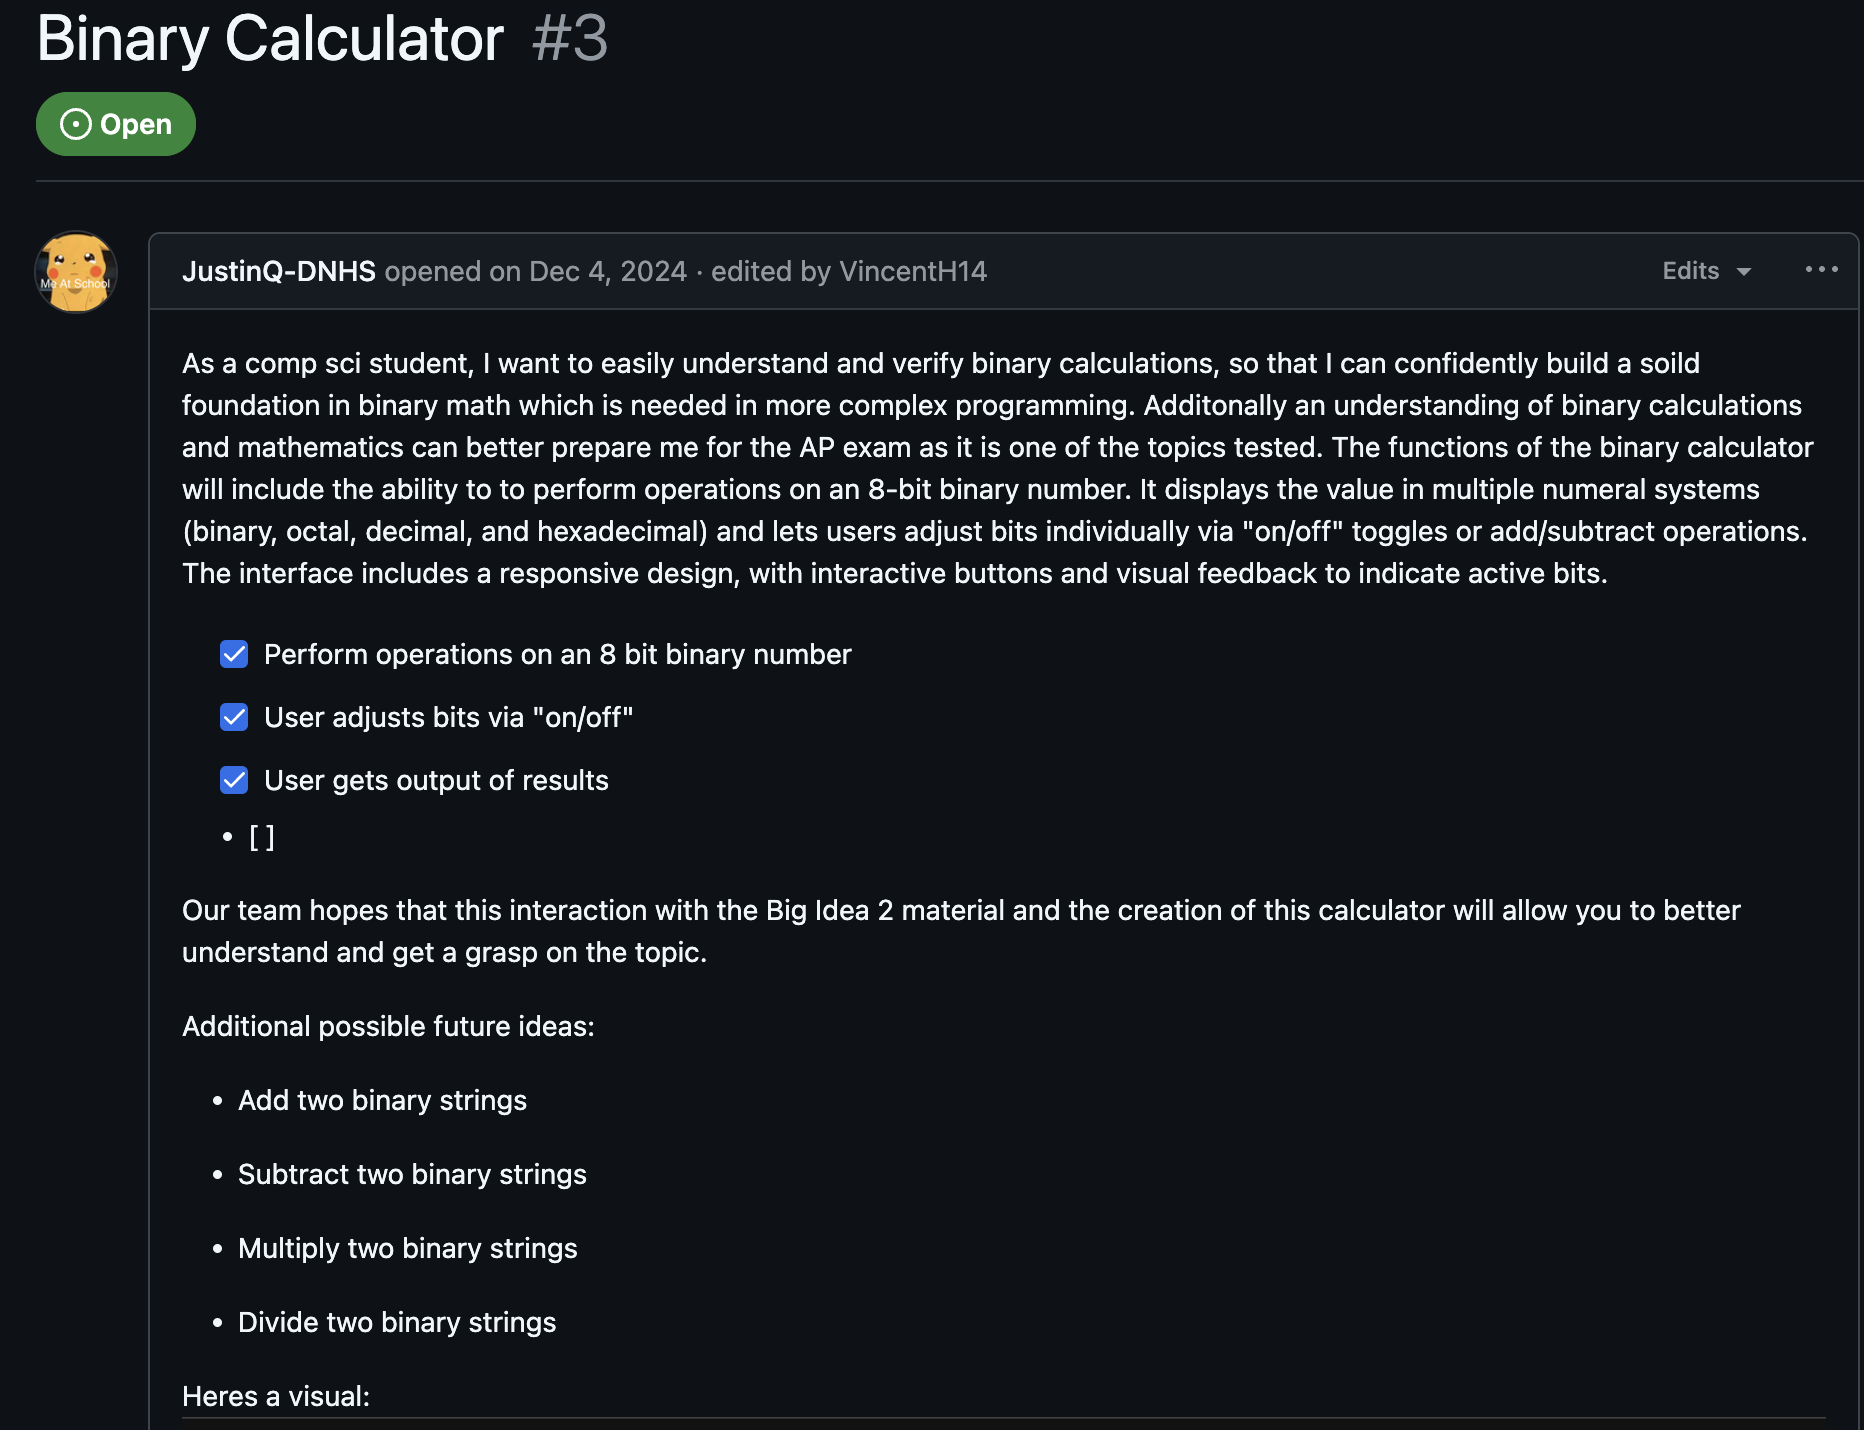 Binary Calculator #3
Open
Me At School
JustinQ-DNHS opened on Dec 4, 2024 · edited by VincentH14
Edits
As a comp sci student, I want to easily understand and verify binary calculations, so that I can confidently build a soild
foundation in binary math which is needed in more complex programming. Additonally an understanding of binary calculations
and mathematics can better prepare me for the AP exam as it is one of the topics tested. The functions of the binary calculator
will include the ability to to perform operations on an 8-bit binary number. It displays the value in multiple numeral systems
(binary, octal, decimal, and hexadecimal) and lets users adjust bits individually via "on/off" toggles or add/subtract operations.
The interface includes a responsive design, with interactive buttons and visual feedback to indicate active bits.
Perform operations on an 8 bit binary number
User adjusts bits via "on/off"
User gets output of results
• [ ]
Our team hopes that this interaction with the Big Idea 2 material and the creation of this calculator will allow you to better
understand and get a grasp on the topic.
Additional possible future ideas:
• Add two binary strings
• Subtract two binary strings
• Multiply two binary strings
• Divide two binary strings
Heres a visual: